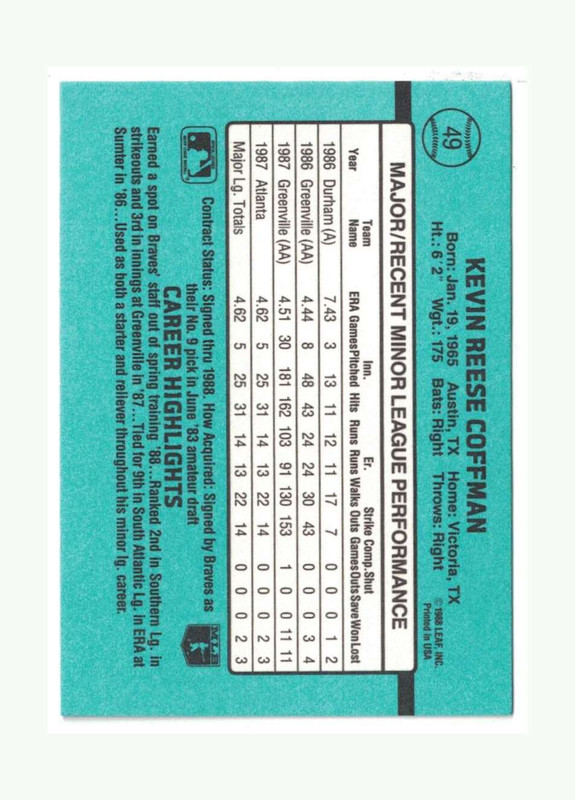 49
KEVIN REESE COFFMAN
Born: Jan. 19, 1965 Austin, TX Home: Victoria, TX
Ht.: 6'2" Wgt.: 175 Bats: Right Throws: Right
©1988 LEAF, INC.
Printed in USA
MAJOR/RECENT MINOR LEAGUE PERFORMANCE
Team Inn. Er. Strike Comp. Shut
Year Name ERA Games Pitched Hits Runs Runs Walks Outs Games Outs Save Won Lost
1986 Durham (A) 7.43 3 13 11 12 11 17 7 0 0 0 1 2
1986 Greenville (AA) 4.44 8 48 43 24 24 30 43 0 0 0 3 4
1987 Greenville (AA) 4.51 30 181 162 103 91 130 153 1 0 0 11 11
1987 Atlanta 4.62 5 25 31 14 13 22 14 0 0 0 2 3
Major Lg. Totals 4.62 5 25 31 14 13 22 14 0 0 0 2 3
Contract Status: Signed thru 1988. How Acquired: Signed by Braves as
their No. 9 pick in June '83 amateur draft
MLB
CAREER HIGHLIGHTS
Earned a spot on Braves' staff out of spring training '88...Ranked 2nd in Southern Lg. in
strikeouts and 3rd in innings at Greenville in '87...Tied for 9th in South Atlantic Lg. in ERA at
Sumter in '86...Used as both a starter and reliever throughout his minor lg. career.